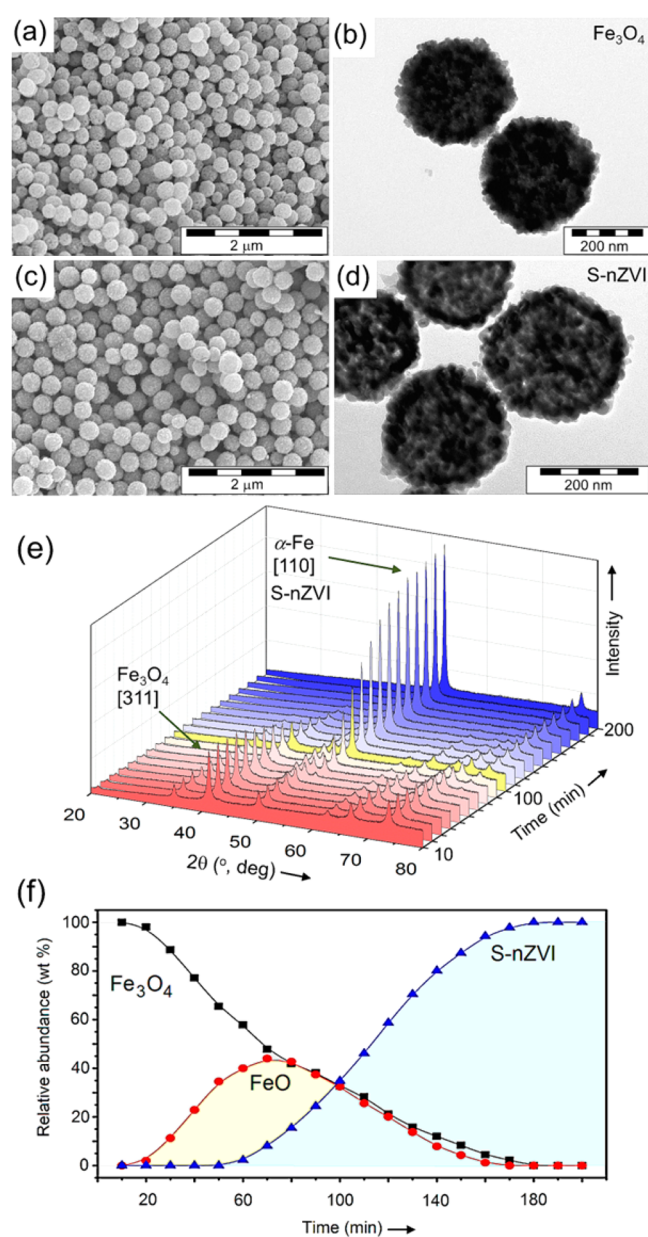 (a)
2 μm
(b)
Fe₃O₄
200 nm
(c)
2 μm
(d)
S-nZVI
200 nm
(e)
α-Fe
[110]
S-nZVI
Fe₃O₄
[311]
Intensity →
200
100
10
Time (min) →
20
30
40
50
60
70
80
2θ (°, deg) →
(f)
100
80
60
40
20
0
Relative abundance (wt %)
Fe₃O₄
FeO
S-nZVI
20
60
100
140
180
Time (min) →